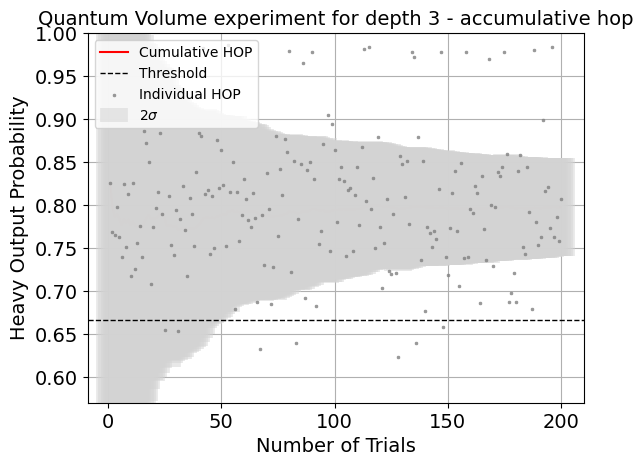 Quantum Volume experiment for depth 3 - accumulative hop
Heavy Output Probability
1.00
0.95
0.90
0.85
0.80
0.75
0.70
0.65
0.60
Cumulative HOP
Threshold
Individual HOP
2σ
0 50 100 150 200
Number of Trials